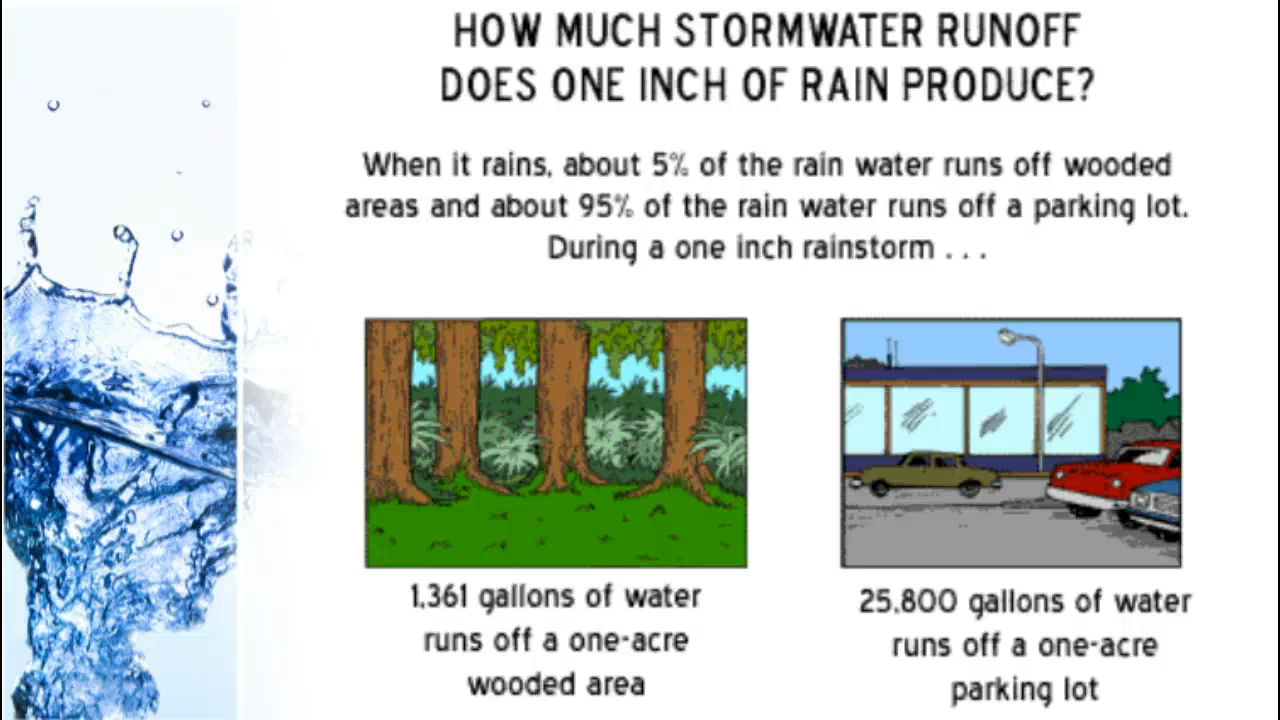 HOW MUCH STORMWATER RUNOFF
DOES ONE INCH OF RAIN PRODUCE?
When it rains, about 5% of the rain water runs off wooded
areas and about 95% of the rain water runs off a parking lot.
During a one inch rainstorm . . .
1,361 gallons of water
runs off a one-acre
wooded area
25,800 gallons of water
runs off a one-acre
parking lot